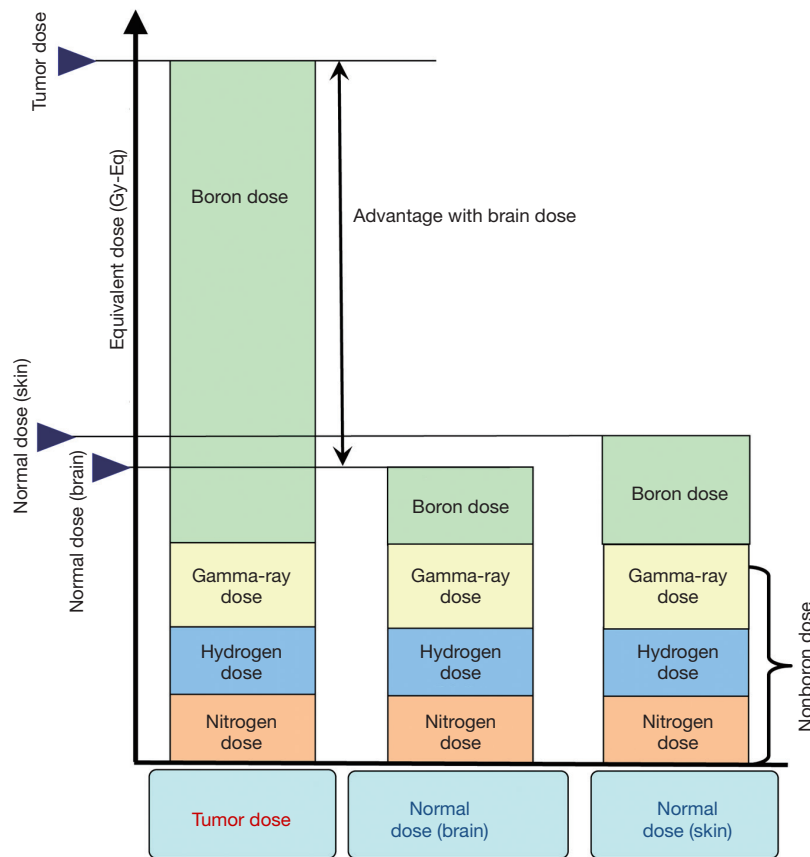 Tumor dose
Equivalent dose (Gy-Eq)
Normal dose (skin)
Normal dose (brain)
Boron dose
Advantage with brain dose
Boron dose
Boron dose
Gamma-ray
dose
Gamma-ray
dose
Gamma-ray
dose
Hydrogen
dose
Hydrogen
dose
Hydrogen
dose
Nitrogen
dose
Nitrogen
dose
Nitrogen
dose
Nonboron dose
Tumor dose
Normal
dose (brain)
Normal
dose (skin)